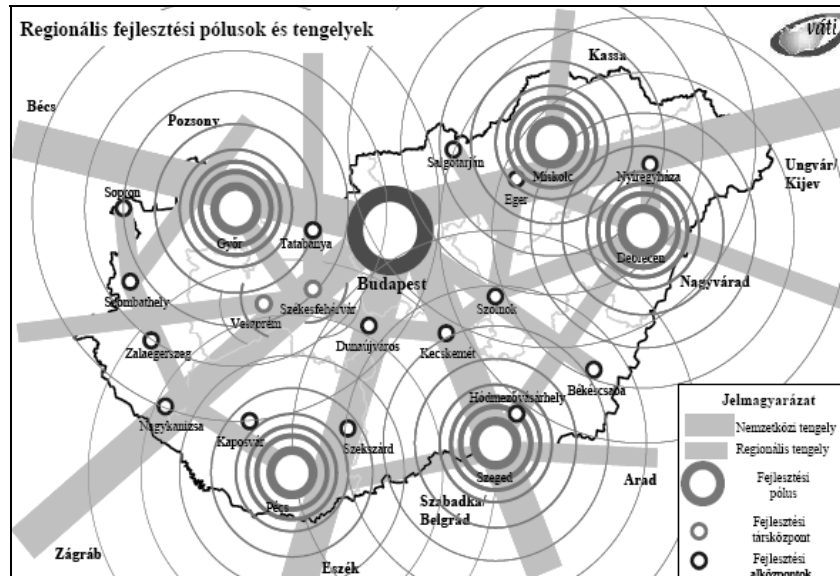 Regionális fejlesztési pólusok és tengelyek
váti
Kassa
Bécs
Pozsony
Salgótarján
Miskolc
Nyíregyháza
Ungvár/
Kijev
Sopron
Eger
Győr
Tatabánya
Debrecen
Budapest
Nagyvárad
Szombathely
Veszprém
Székesfehérvár
Szolnok
Zalaegerszeg
Dunaújváros
Kecskemét
Békéscsaba
Hódmezővásárhely
Nagykanizsa
Kaposvár
Szekszárd
Szeged
Arad
Pécs
Szabadka/
Belgrád
Zágráb
Eszék
Jelmagyarázat
Nemzetközi tengely
Regionális tengely
Fejlesztési
pólus
Fejlesztési
társközpont
Fejlesztési
alközpontok